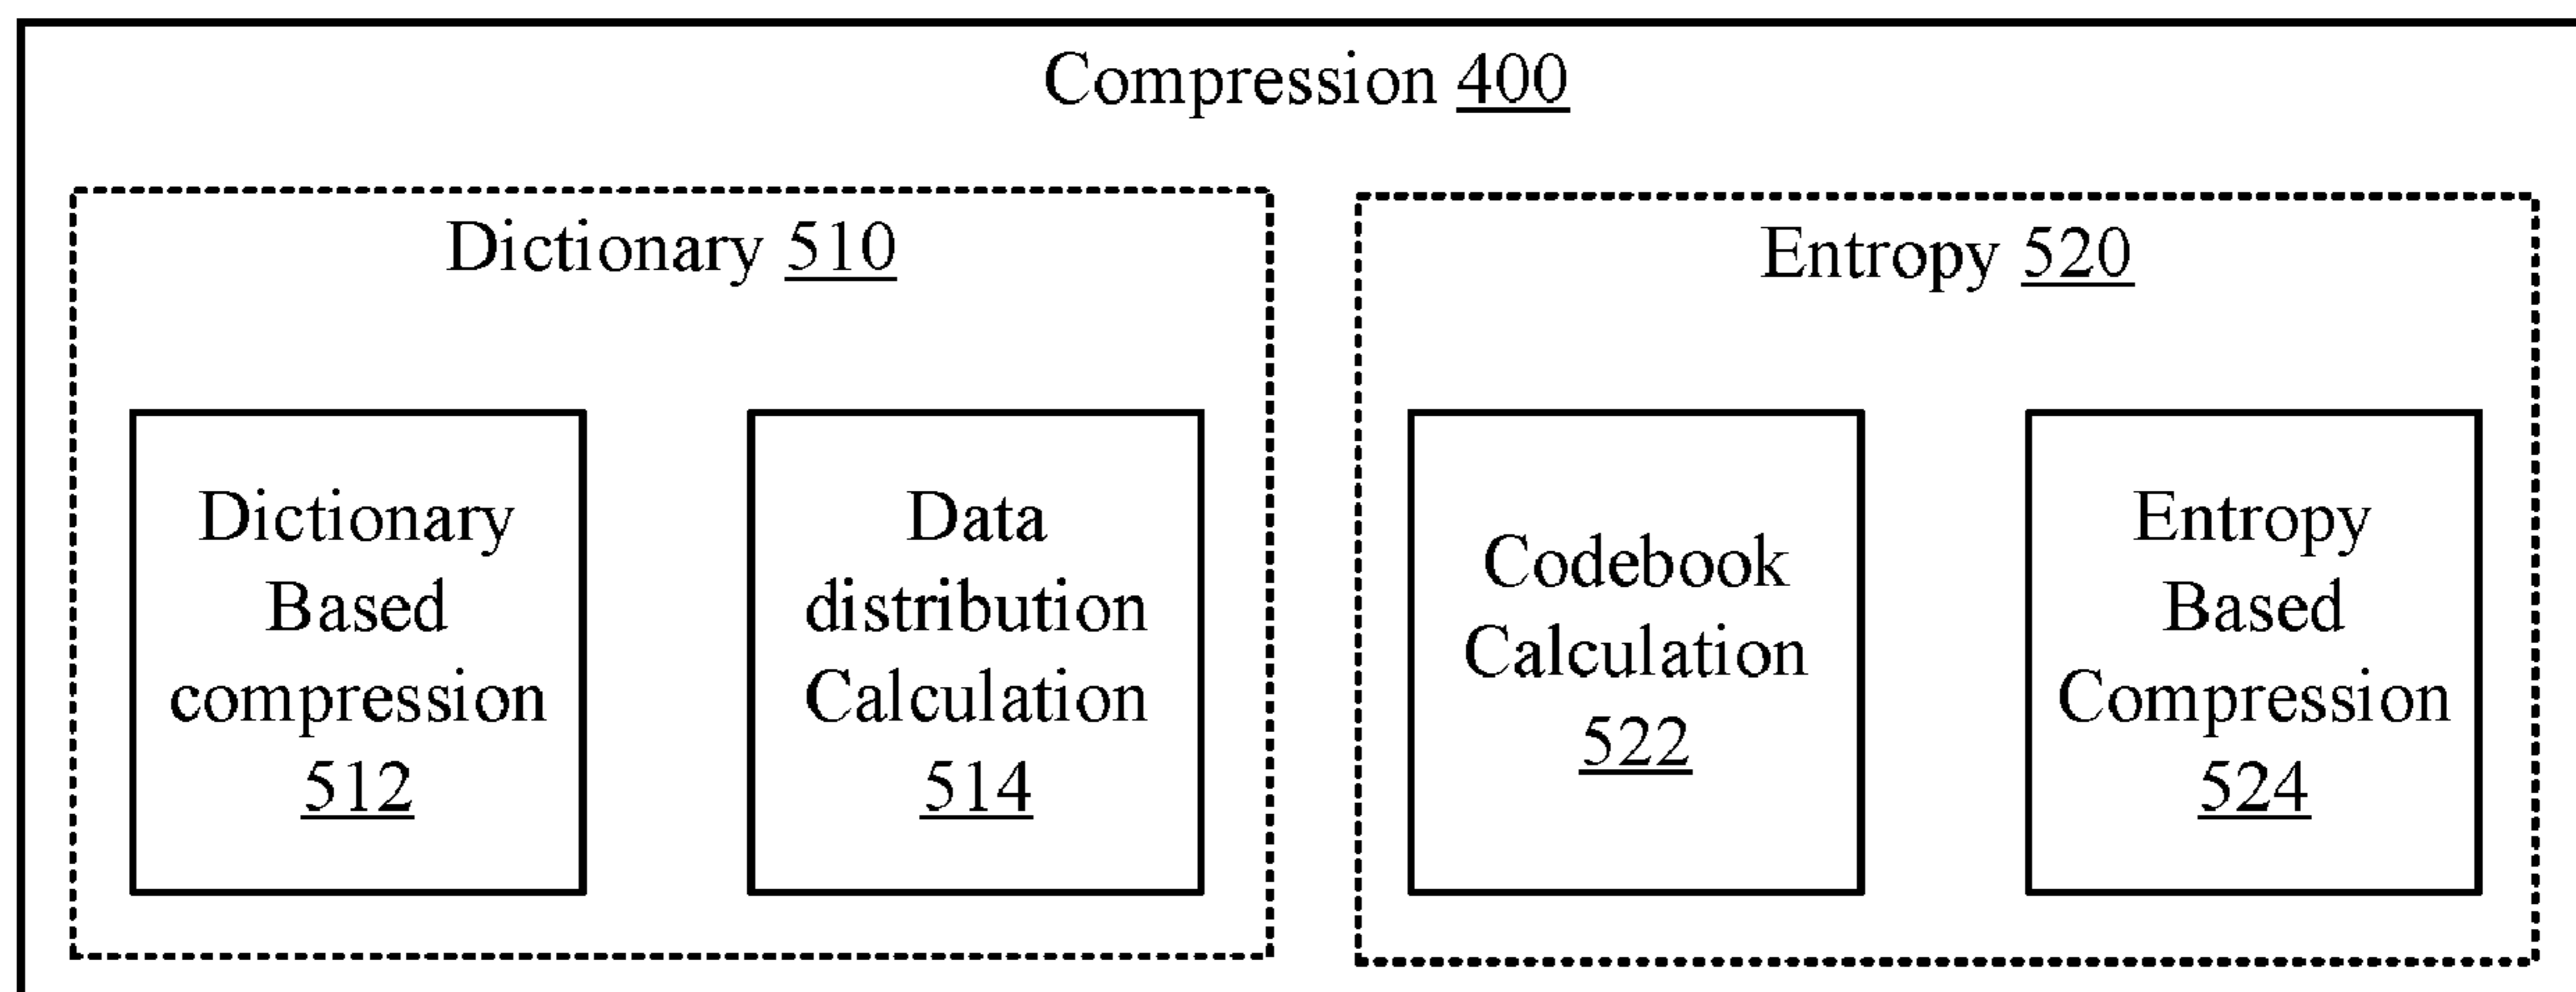 Compression 400
Dictionary 510
Entropy 520
Dictionary
Based
compression
512
Data
distribution
Calculation
514
Codebook
Calculation
522
Entropy
Based
Compression
524